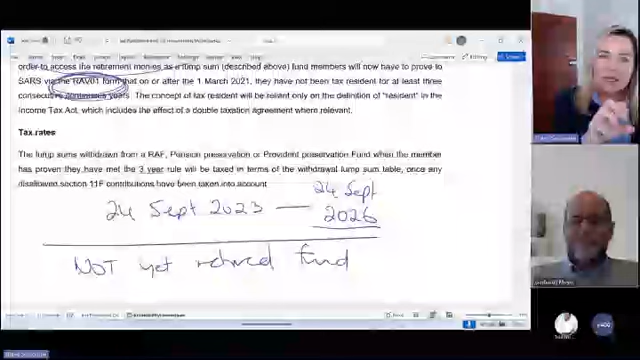 order to access the retirement monies as a lump sum (described above) fund members will now have to prove to
SARS via the RAV01 form that on or after the 1 March 2021, they have not been tax resident for at least three
consecutive years. The concept of tax resident will be reliant only on the definition of "resident" in the
Income Tax Act, which includes the effect of a double taxation agreement where relevant.
Tax rates
The lump sums withdrawn from a RAF, Pension preservation or Provident preservation Fund when the member
has proven they have met the 3 year rule will be taxed in terms of the withdrawal lump sum table, once any
disallowed section 11F contributions have been taken into account
24 Sept 2023 — 24 Sept 2026
NOT yet retired fund